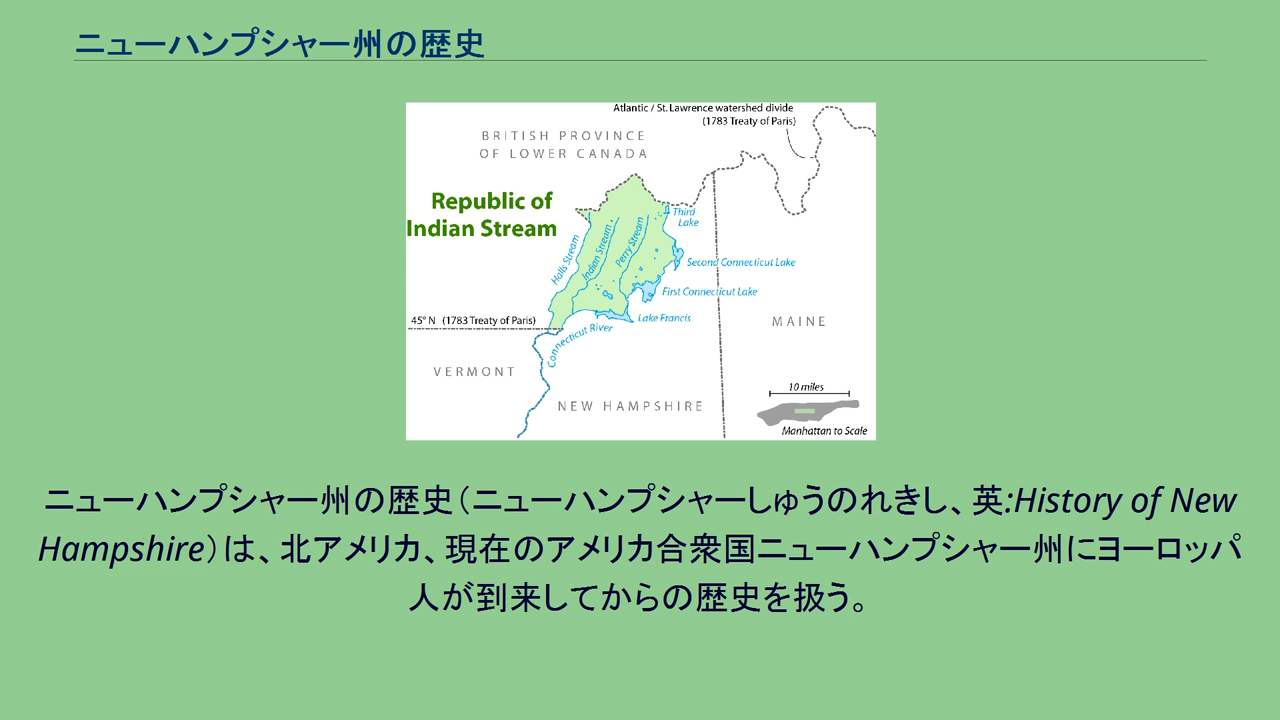 ニューハンプシャー州の歴史
Atlantic / St. Lawrence watershed divide
(1783 Treaty of Paris)
BRITISH PROVINCE
OF LOWER CANADA
Republic of
Indian Stream
Third
Lake
Halls Stream
Indian Stream
Perry Stream
Second Connecticut Lake
First Connecticut Lake
45° N (1783 Treaty of Paris)
Lake Francis
Connecticut River
MAINE
VERMONT
NEW HAMPSHIRE
10 miles
Manhattan to Scale
ニューハンプシャー州の歴史（ニューハンプシャーしゅうのれきし、英:History of New
Hampshire）は、北アメリカ、現在のアメリカ合衆国ニューハンプシャー州にヨーロッパ
人が到来してからの歴史を扱う。